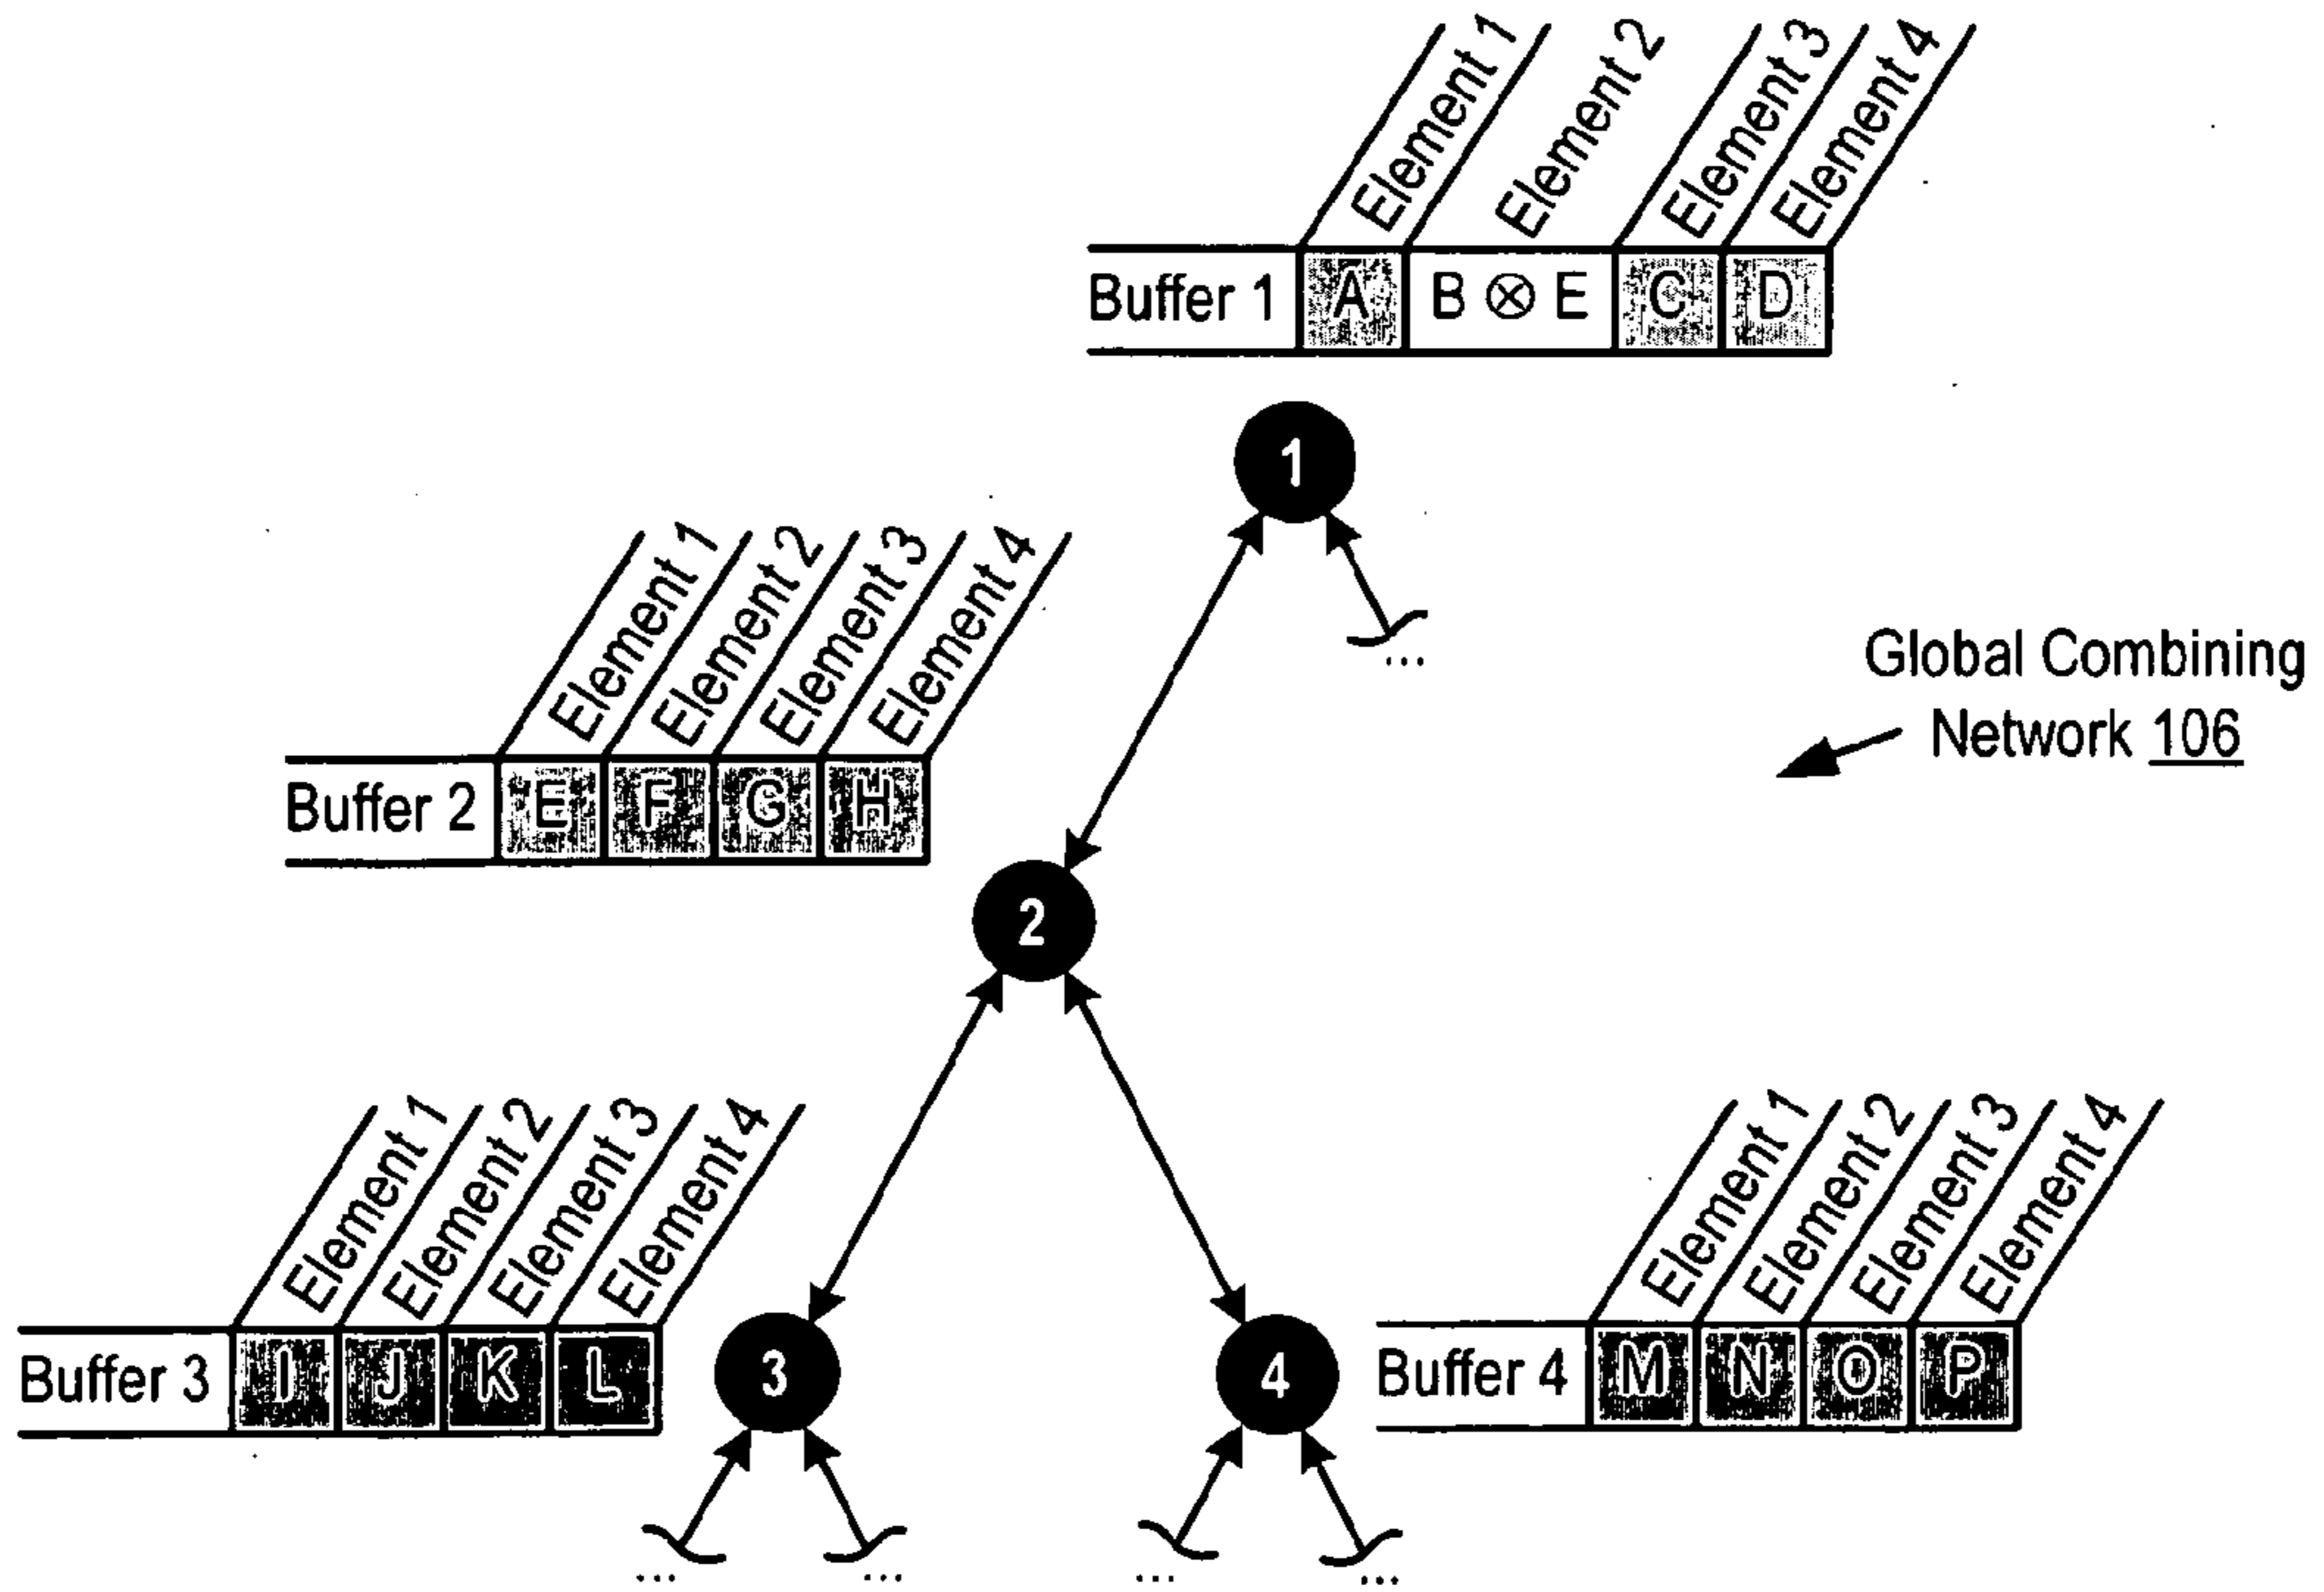 Element 1
Element 2
Element 3
Element 4
Buffer 1 A B ⊗ E C D
1
...
Global Combining
Network 106
Element 1
Element 2
Element 3
Element 4
Buffer 2 E F G H
2
Element 1
Element 2
Element 3
Element 4
Buffer 3 I J K L
3
4
Element 1
Element 2
Element 3
Element 4
Buffer 4 M N O P
... ... ... ...